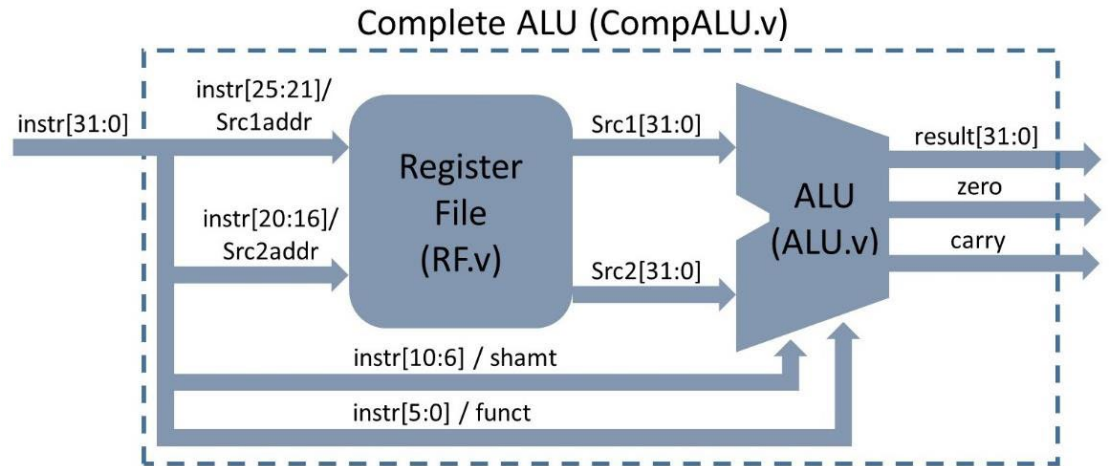 Complete ALU (CompALU.v)
instr[31:0]
instr[25:21]/
Src1addr
instr[20:16]/
Src2addr
Register
File
(RF.v)
Src1[31:0]
Src2[31:0]
ALU
(ALU.v)
result[31:0]
zero
carry
instr[10:6] / shamt
instr[5:0] / funct